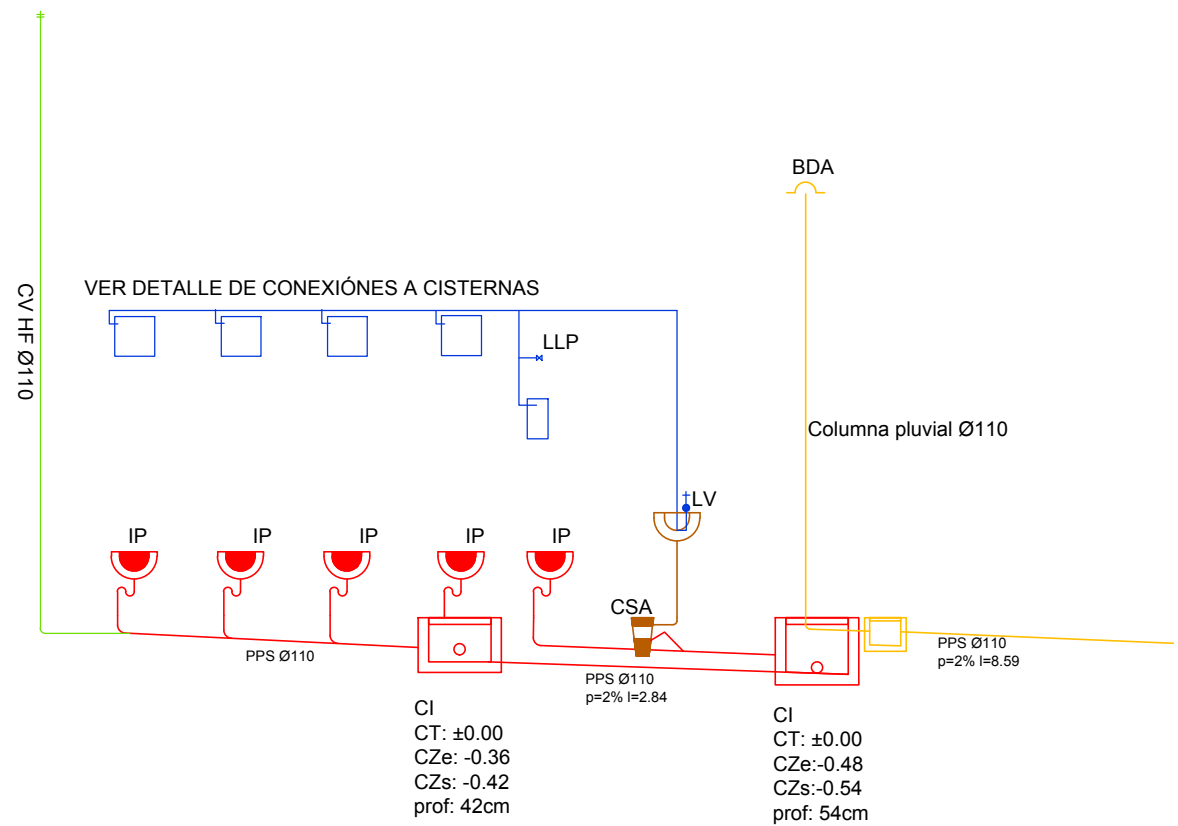 BDA
VER DETALLE DE CONEXIÓNES A CISTERNAS
CV HF Ø110
LLP
Columna pluvial Ø110
LV
IP
IP
IP
IP
IP
CSA
PPS Ø110
PPS Ø110
p=2% l=8.59
PPS Ø110
p=2% l=2.84
CI
CT: ±0.00
CZe: -0.36
CZs: -0.42
prof: 42cm
CI
CT: ±0.00
CZe:-0.48
CZs:-0.54
prof: 54cm